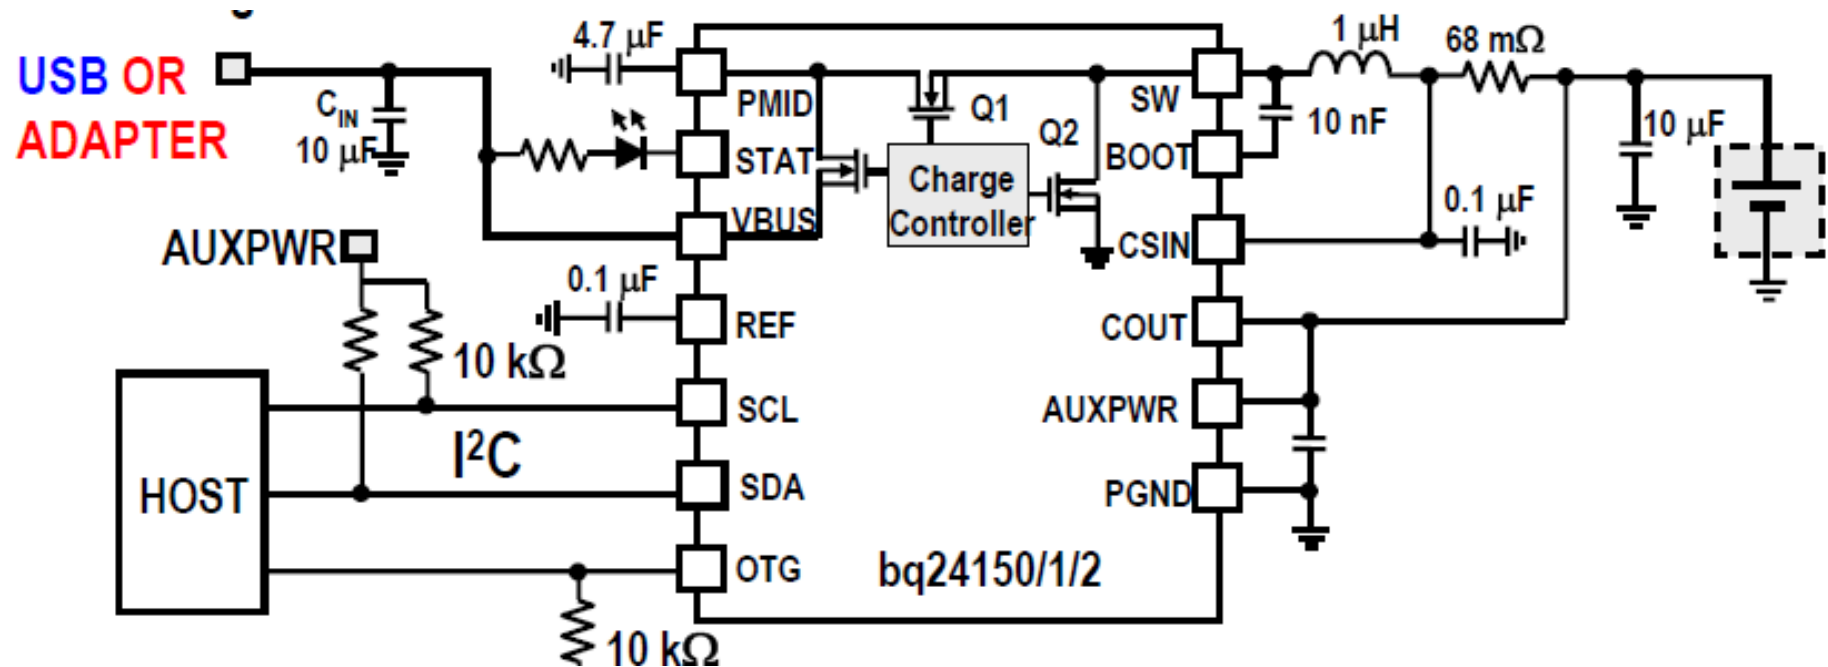 USB OR
ADAPTER
CIN
10 μF
4.7 μF
PMID
STAT
VBUS
Q1
Q2
Charge
Controller
SW
BOOT
CSIN
1 μH
68 mΩ
10 nF
10 μF
0.1 μF
AUXPWR
0.1 μF
REF
COUT
10 kΩ
SCL
AUXPWR
I²C
HOST
SDA
PGND
OTG
bq24150/1/2
10 kΩ